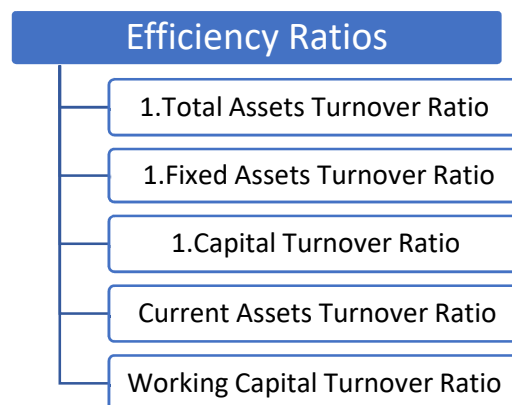 Efficiency Ratios
1.Total Assets Turnover Ratio
1.Fixed Assets Turnover Ratio
1.Capital Turnover Ratio
Current Assets Turnover Ratio
Working Capital Turnover Ratio